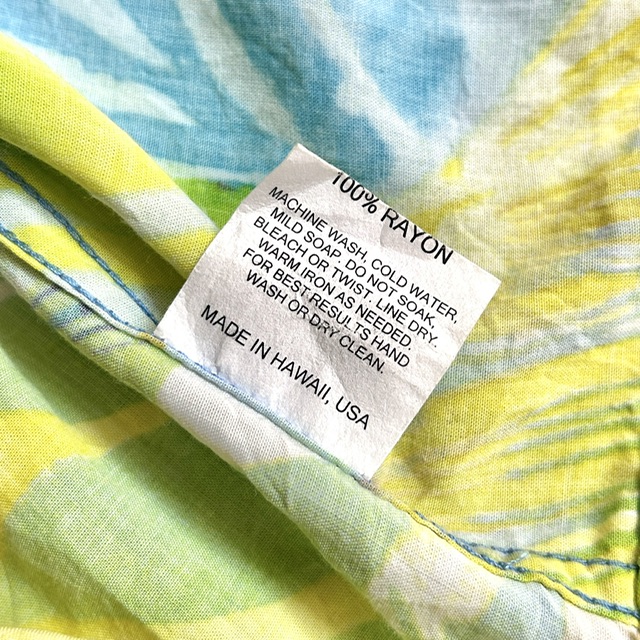 100% RAYON
MACHINE WASH, COLD WATER,
MILD SOAP. DO NOT SOAK,
BLEACH OR TWIST. LINE DRY.
WARM IRON AS NEEDED.
FOR BEST RESULTS HAND
WASH OR DRY CLEAN.
MADE IN HAWAII, USA